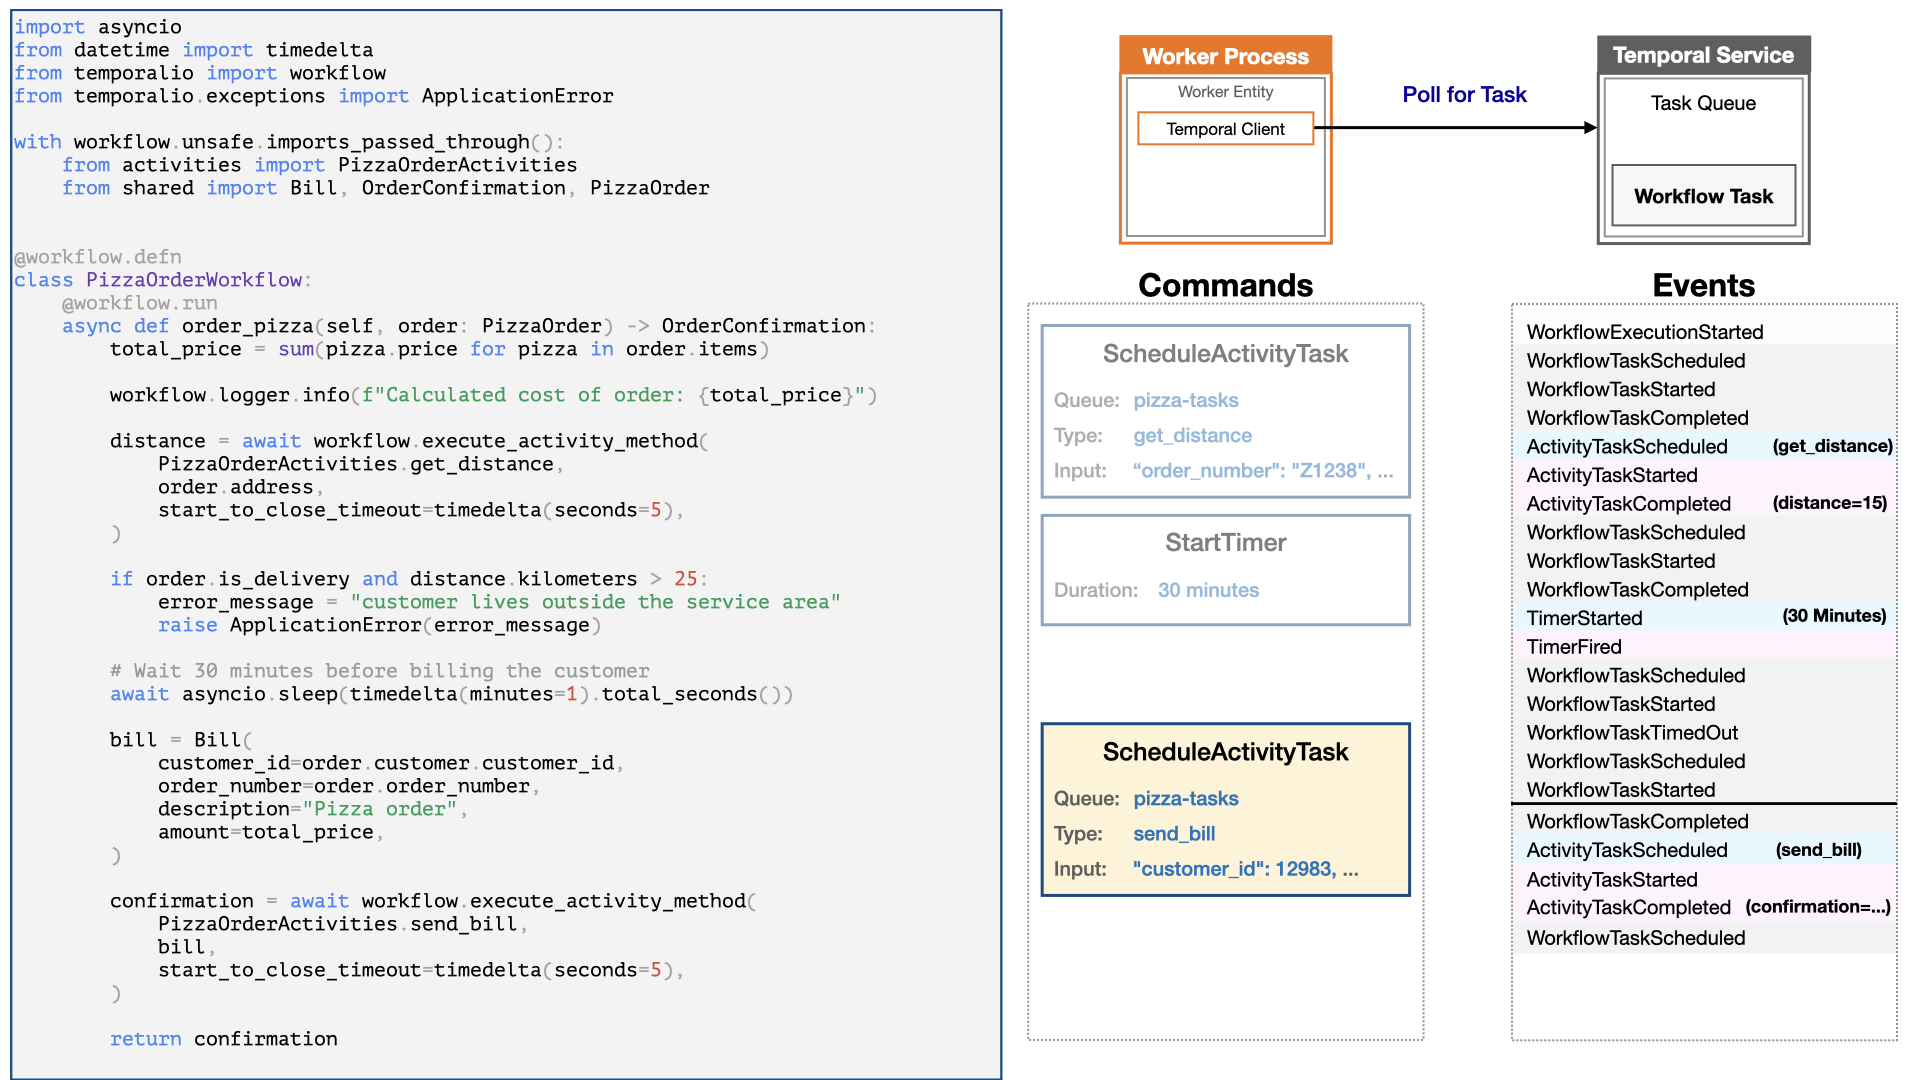 import asyncio
from datetime import timedelta
from temporalio import workflow
from temporalio.exceptions import ApplicationError

with workflow.unsafe.imports_passed_through():
    from activities import PizzaOrderActivities
    from shared import Bill, OrderConfirmation, PizzaOrder

@workflow.defn
class PizzaOrderWorkflow:
    @workflow.run
    async def order_pizza(self, order: PizzaOrder) -> OrderConfirmation:
        total_price = sum(pizza.price for pizza in order.items)

        workflow.logger.info(f"Calculated cost of order: {total_price}")

        distance = await workflow.execute_activity_method(
            PizzaOrderActivities.get_distance,
            order.address,
            start_to_close_timeout=timedelta(seconds=5),
        )

        if order.is_delivery and distance.kilometers > 25:
            error_message = "customer lives outside the service area"
            raise ApplicationError(error_message)

        # Wait 30 minutes before billing the customer
        await asyncio.sleep(timedelta(minutes=1).total_seconds())

        bill = Bill(
            customer_id=order.customer.customer_id,
            order_number=order.order_number,
            description="Pizza order",
            amount=total_price,
        )

        confirmation = await workflow.execute_activity_method(
            PizzaOrderActivities.send_bill,
            bill,
            start_to_close_timeout=timedelta(seconds=5),
        )

        return confirmation
Worker Process
Worker Entity
Temporal Client
Poll for Task
Temporal Service
Task Queue
Workflow Task
Commands
ScheduleActivityTask
Queue: pizza-tasks
Type: get_distance
Input: “order_number": "Z1238", ...
StartTimer
Duration: 30 minutes
ScheduleActivityTask
Queue: pizza-tasks
Type: send_bill
Input: "customer_id": 12983, ...
Events
WorkflowExecutionStarted
WorkflowTaskScheduled
WorkflowTaskStarted
WorkflowTaskCompleted
ActivityTaskScheduled (get_distance)
ActivityTaskStarted
ActivityTaskCompleted (distance=15)
WorkflowTaskScheduled
WorkflowTaskStarted
WorkflowTaskCompleted
TimerStarted (30 Minutes)
TimerFired
WorkflowTaskScheduled
WorkflowTaskStarted
WorkflowTaskTimedOut
WorkflowTaskScheduled
WorkflowTaskStarted
WorkflowTaskCompleted
ActivityTaskScheduled (send_bill)
ActivityTaskStarted
ActivityTaskCompleted (confirmation=...)
WorkflowTaskScheduled